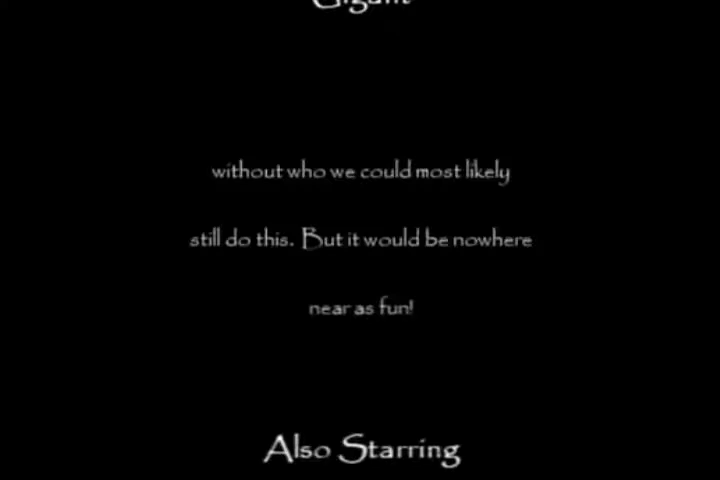 Gigant
without who we could most likely
still do this. But it would be nowhere
near as fun!
Also Starring